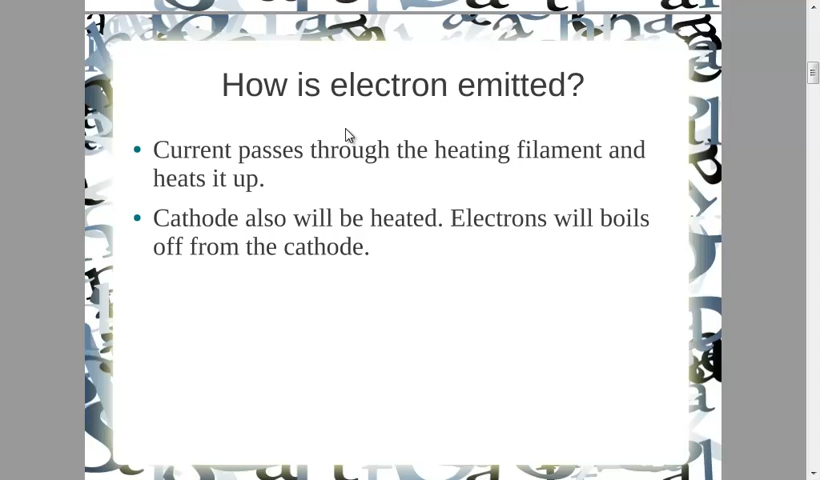 How is electron emitted?
• Current passes through the heating filament and
heats it up.
• Cathode also will be heated. Electrons will boils
off from the cathode.